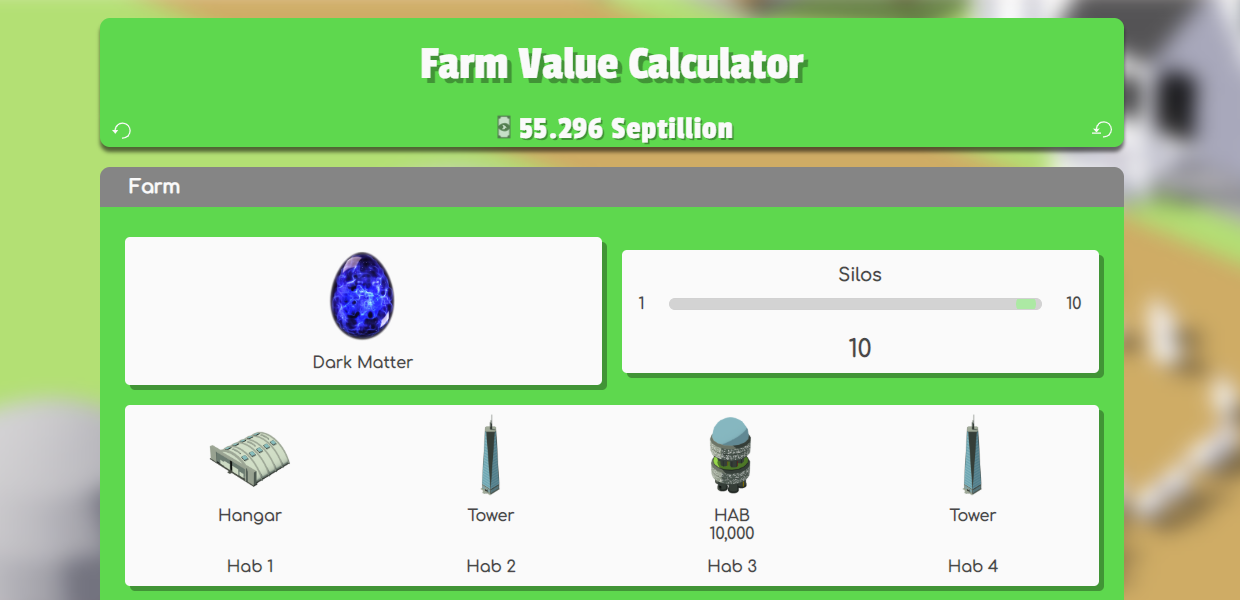 Farm Value Calculator
55.296 Septillion
Farm
Dark Matter
Silos
1
10
10
Hangar
Tower
HAB
10,000
Tower
Hab 1
Hab 2
Hab 3
Hab 4